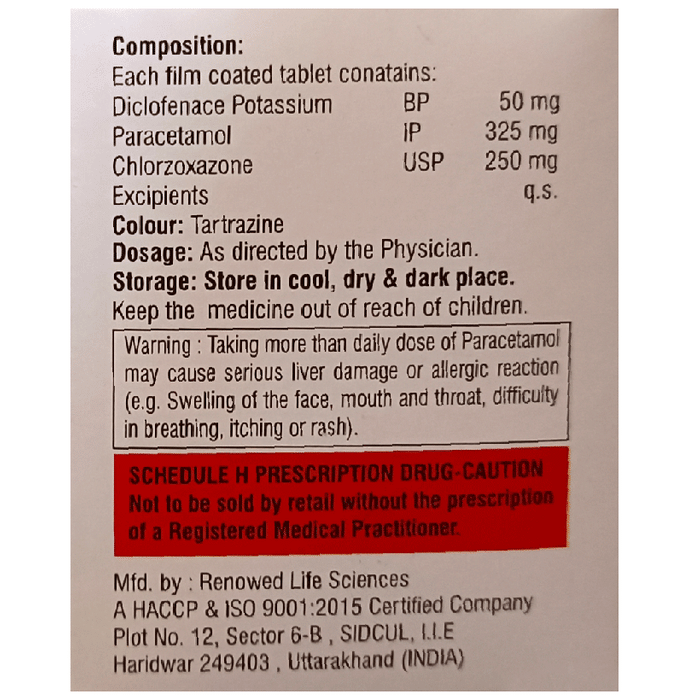 Composition:
Each film coated tablet conatains:
Diclofenace Potassium BP 50 mg
Paracetamol IP 325 mg
Chlorzoxazone USP 250 mg
Excipients q.s.
Colour: Tartrazine
Dosage: As directed by the Physician.
Storage: Store in cool, dry & dark place.
Keep the medicine out of reach of children.
Warning : Taking more than daily dose of Paracetamol
may cause serious liver damage or allergic reaction
(e.g. Swelling of the face, mouth and throat, difficulty
in breathing, itching or rash).
SCHEDULE H PRESCRIPTION DRUG-CAUTION
Not to be sold by retail without the prescription
of a Registered Medical Practitioner.
Mfd. by : Renowed Life Sciences
A HACCP & ISO 9001:2015 Certified Company
Plot No. 12, Sector 6-B , SIDCUL, I.I.E
Haridwar 249403 , Uttarakhand (INDIA)